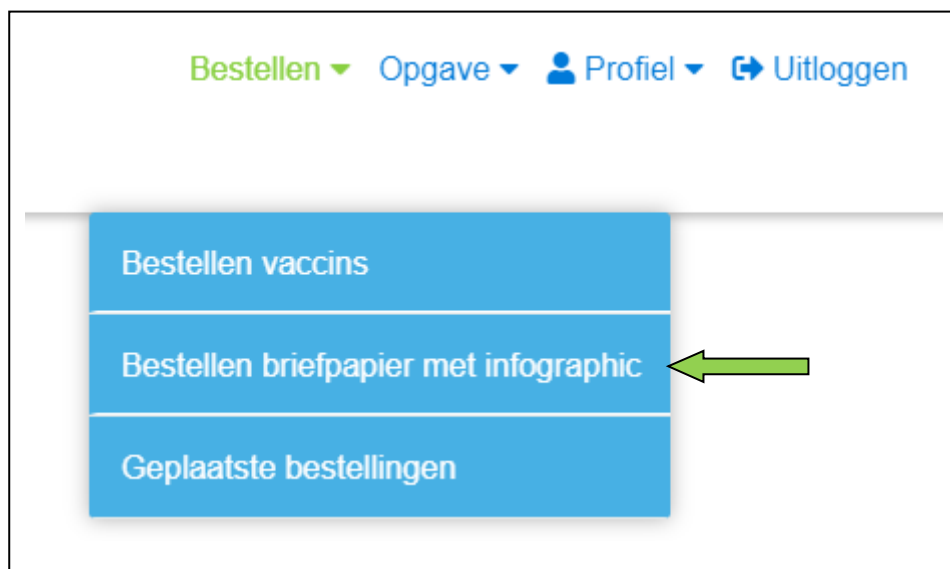 Bestellen Opgave Profiel Uitloggen
Bestellen vaccins
Bestellen briefpapier met infographic
Geplaatste bestellingen